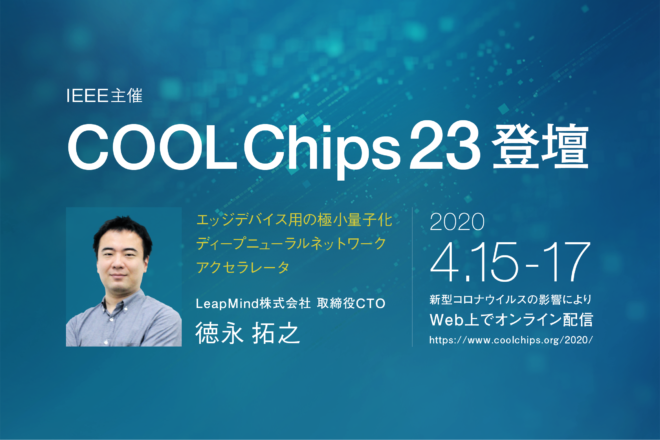 IEEE主催
COOL Chips 23 登壇
エッジデバイス用の極小量子化
ディープニューラルネットワーク
アクセラレータ
LeapMind株式会社 取締役CTO
徳永 拓之
2020
4.15-17
新型コロナウイルスの影響により
Web上でオンライン配信
https://www.coolchips.org/2020/